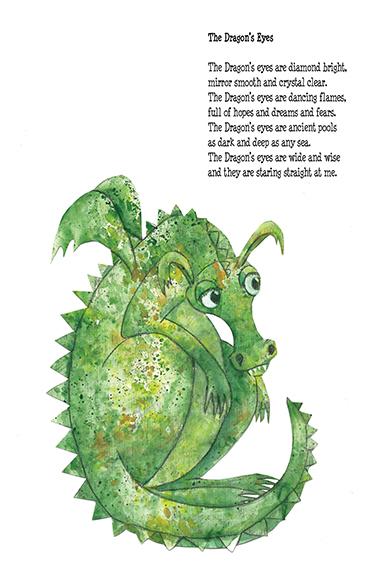 The Dragon's Eyes
The Dragon's eyes are diamond bright,
mirror smooth and crystal clear.
The Dragon's eyes are dancing flames,
full of hopes and dreams and fears.
The Dragon's eyes are ancient pools
as dark and deep as any sea.
The Dragon's eyes are wide and wise
and they are staring straight at me.